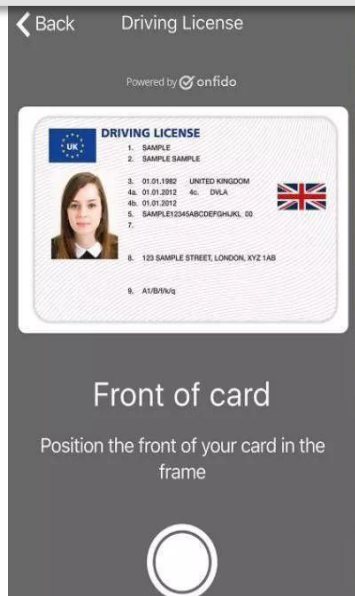 Back Driving License
Powered by onfido
UK DRIVING LICENSE
1. SAMPLE
2. SAMPLE SAMPLE
3. 01.01.1982 UNITED KINGDOM
4a. 01.01.2012 4c. DVLA
4b. 01.01.2012
5. SAMPLE12345ABCDEFGHIJKL 00
7.
8. 123 SAMPLE STREET, LONDON, XYZ 1AB
9. A1/B/f/k/q
Front of card
Position the front of your card in the
frame